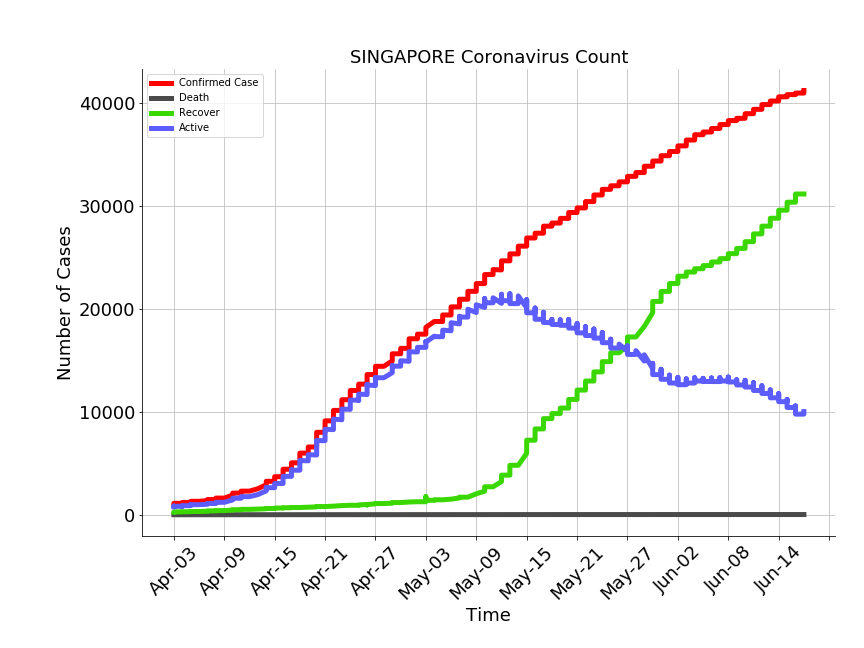 SINGAPORE Coronavirus Count
Confirmed Case
Death
Recover
Active
40000
30000
20000
10000
0
Number of Cases
Apr-03
Apr-09
Apr-15
Apr-21
Apr-27
May-03
May-09
May-15
May-21
May-27
Jun-02
Jun-08
Jun-14
Time